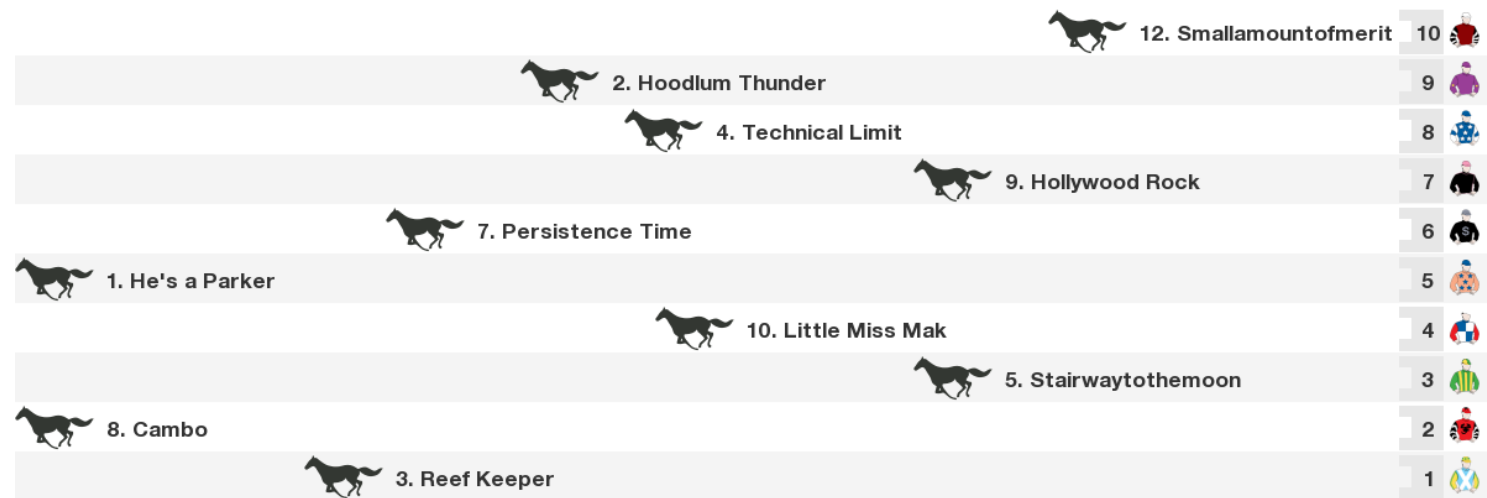 12. Smallamountofmerit 10
2. Hoodlum Thunder 9
4. Technical Limit 8
9. Hollywood Rock 7
7. Persistence Time 6
S
1. He's a Parker 5
10. Little Miss Mak 4
5. Stairwaytothemoon 3
8. Cambo 2
3. Reef Keeper 1